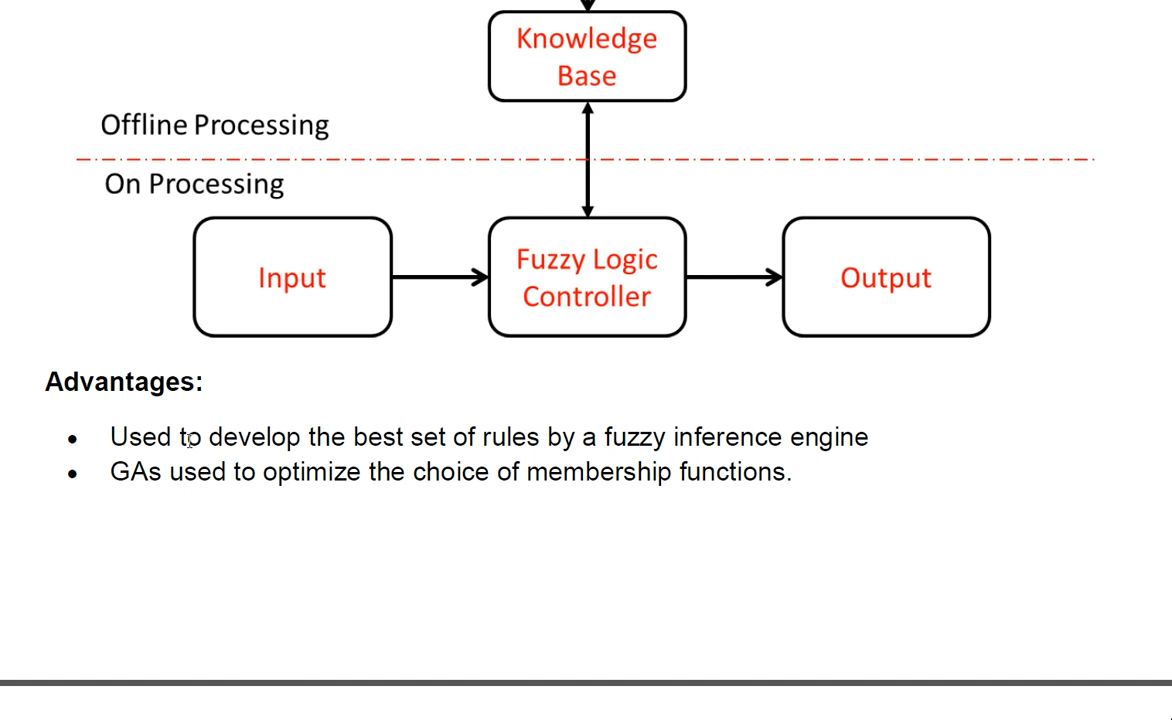 Knowledge
Base
Offline Processing
On Processing
Input
Fuzzy Logic
Controller
Output
Advantages:
• Used to develop the best set of rules by a fuzzy inference engine
• GAs used to optimize the choice of membership functions.